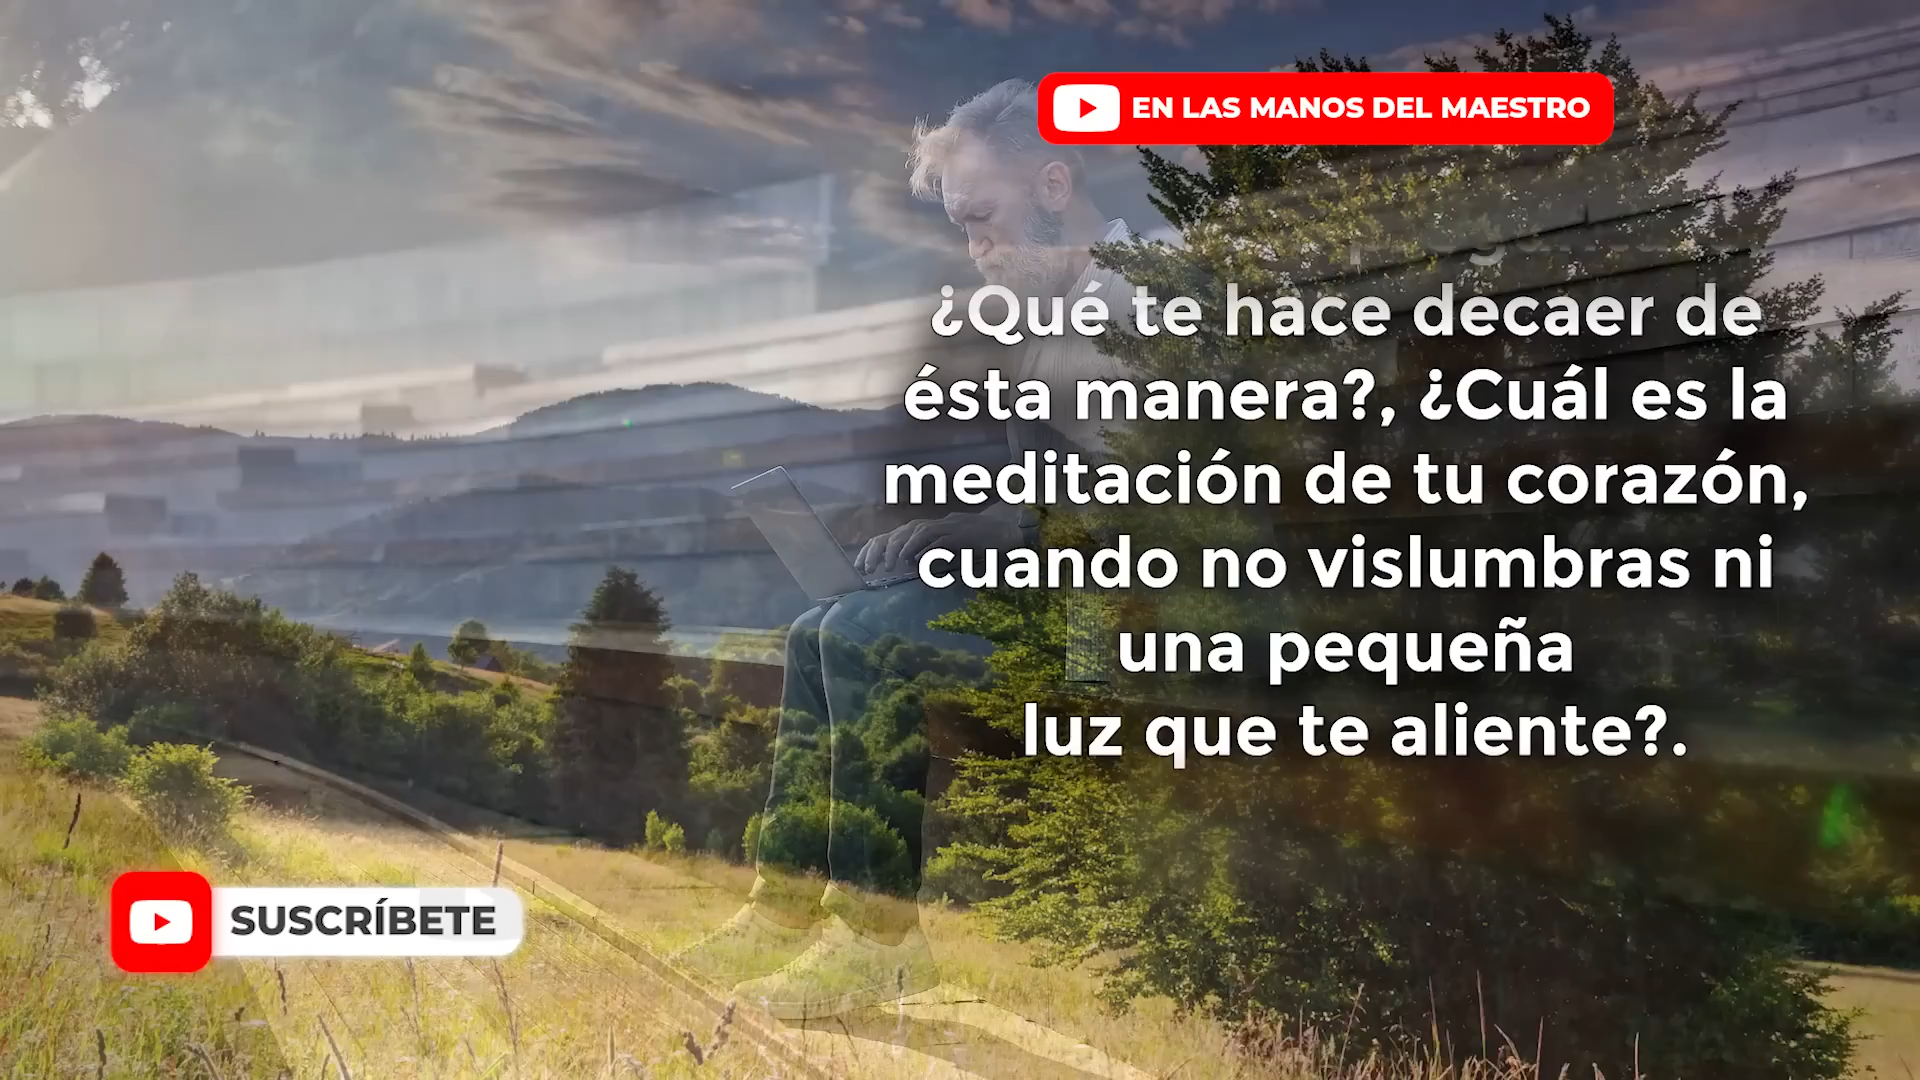 EN LAS MANOS DEL MAESTRO
¿Qué te hace decaer de
ésta manera?, ¿Cuál es la
meditación de tu corazón,
cuando no vislumbras ni
una pequeña
luz que te aliente?.
SUSCRÍBETE